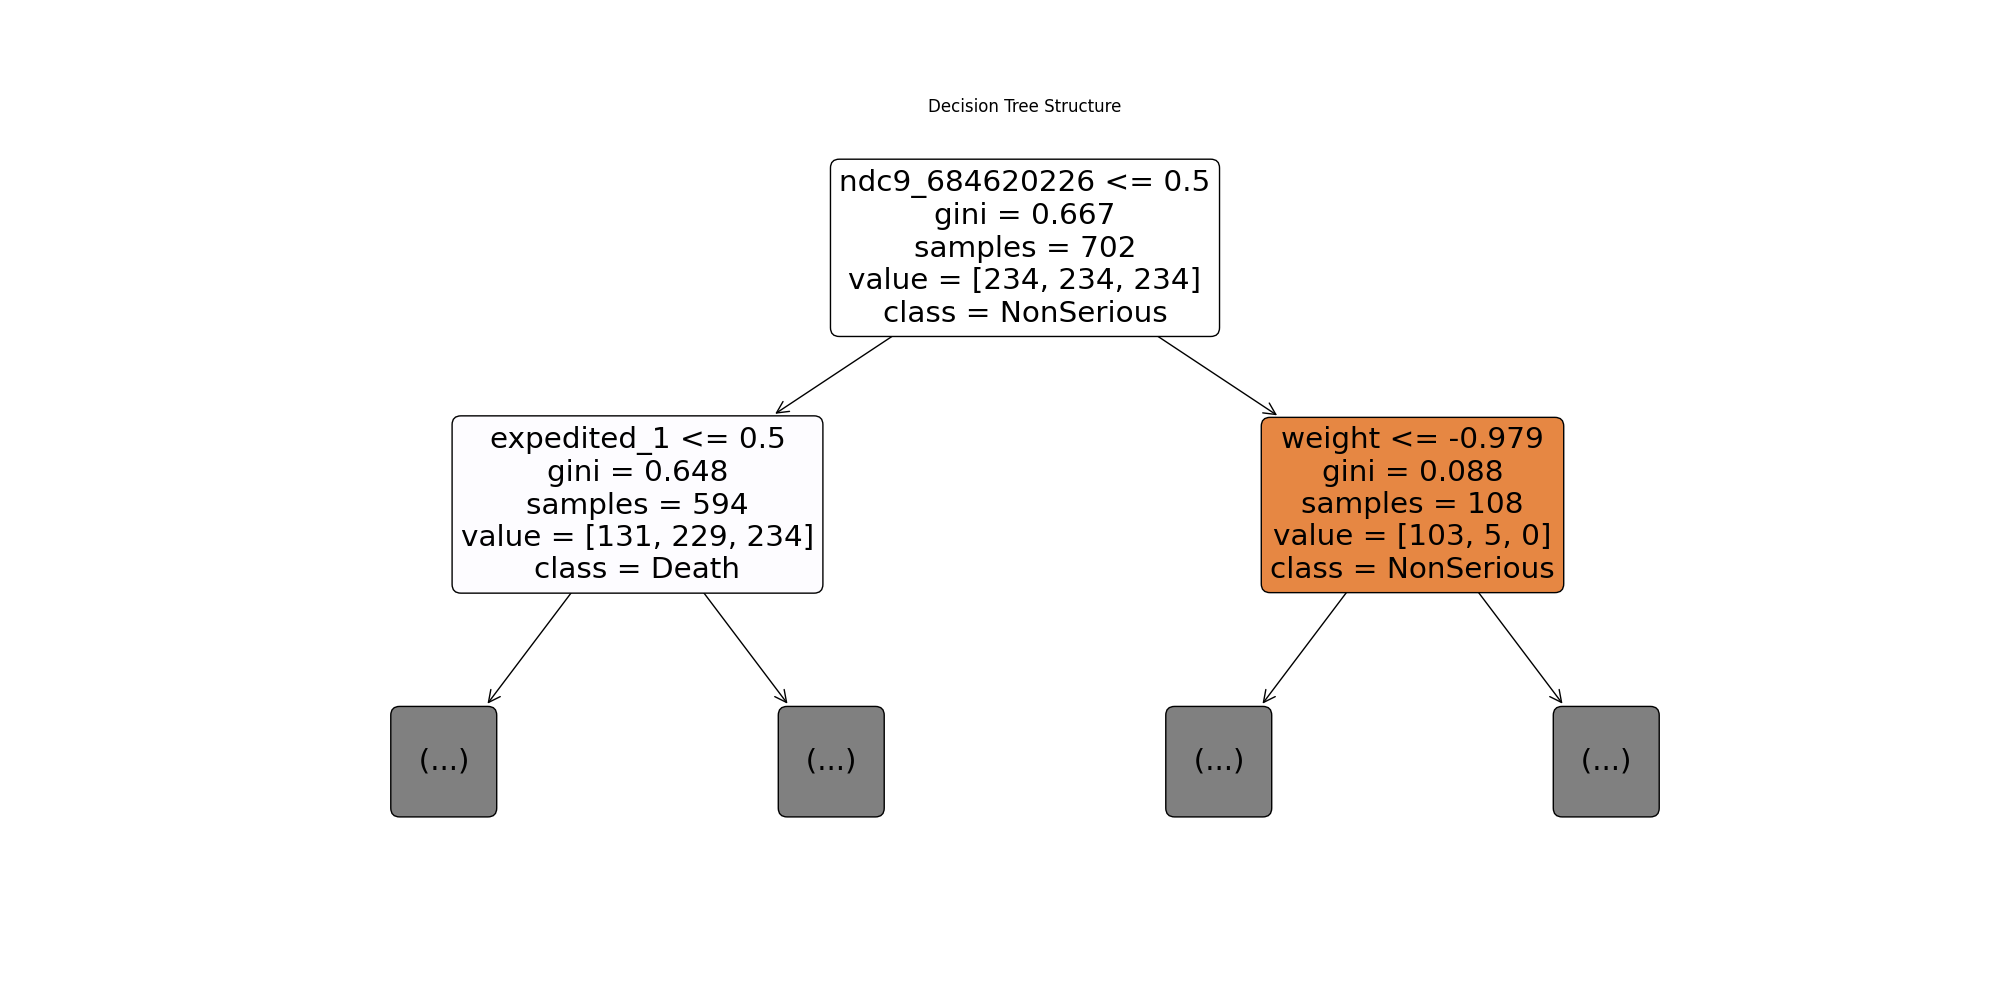 Decision Tree Structure
ndc9_684620226 <= 0.5
gini = 0.667
samples = 702
value = [234, 234, 234]
class = NonSerious
expedited_1 <= 0.5
gini = 0.648
samples = 594
value = [131, 229, 234]
class = Death
weight <= -0.979
gini = 0.088
samples = 108
value = [103, 5, 0]
class = NonSerious
(...)
(...)
(...)
(...)